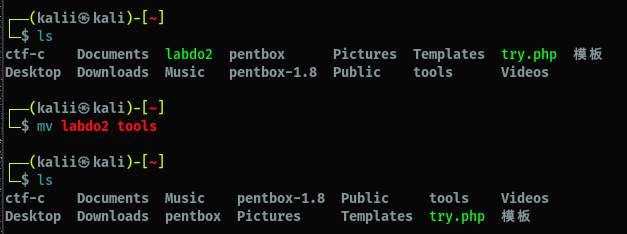 ┌──(kalii㉿kali)-[~]
└─$ ls
ctf-c    Documents  labdo2  pentbox      Pictures  Templates  try.php  模板
Desktop  Downloads  Music   pentbox-1.8  Public    tools      Videos
┌──(kalii㉿kali)-[~]
└─$ mv labdo2 tools
┌──(kalii㉿kali)-[~]
└─$ ls
ctf-c    Documents  Music    pentbox-1.8  Public     tools    Videos
Desktop  Downloads  pentbox  Pictures     Templates  try.php  模板